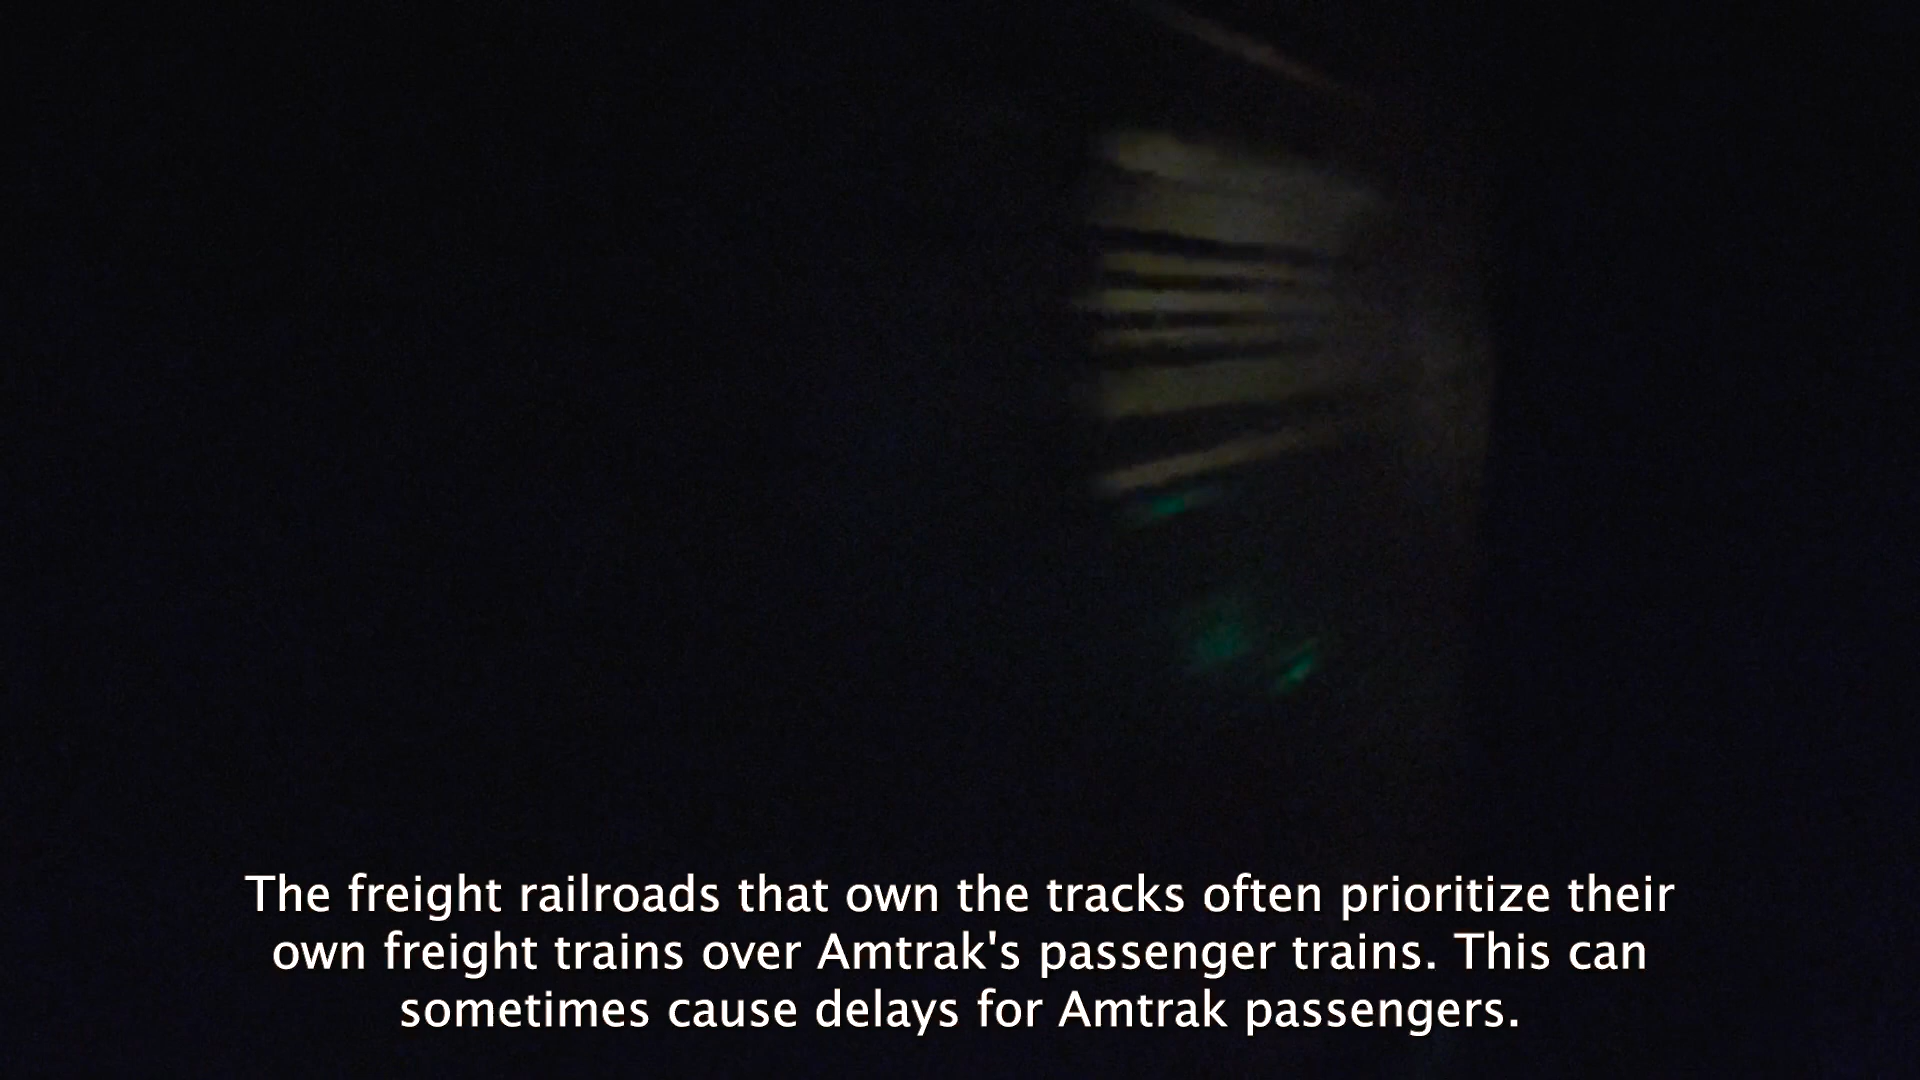 The freight railroads that own the tracks often prioritize their
own freight trains over Amtrak's passenger trains. This can
sometimes cause delays for Amtrak passengers.